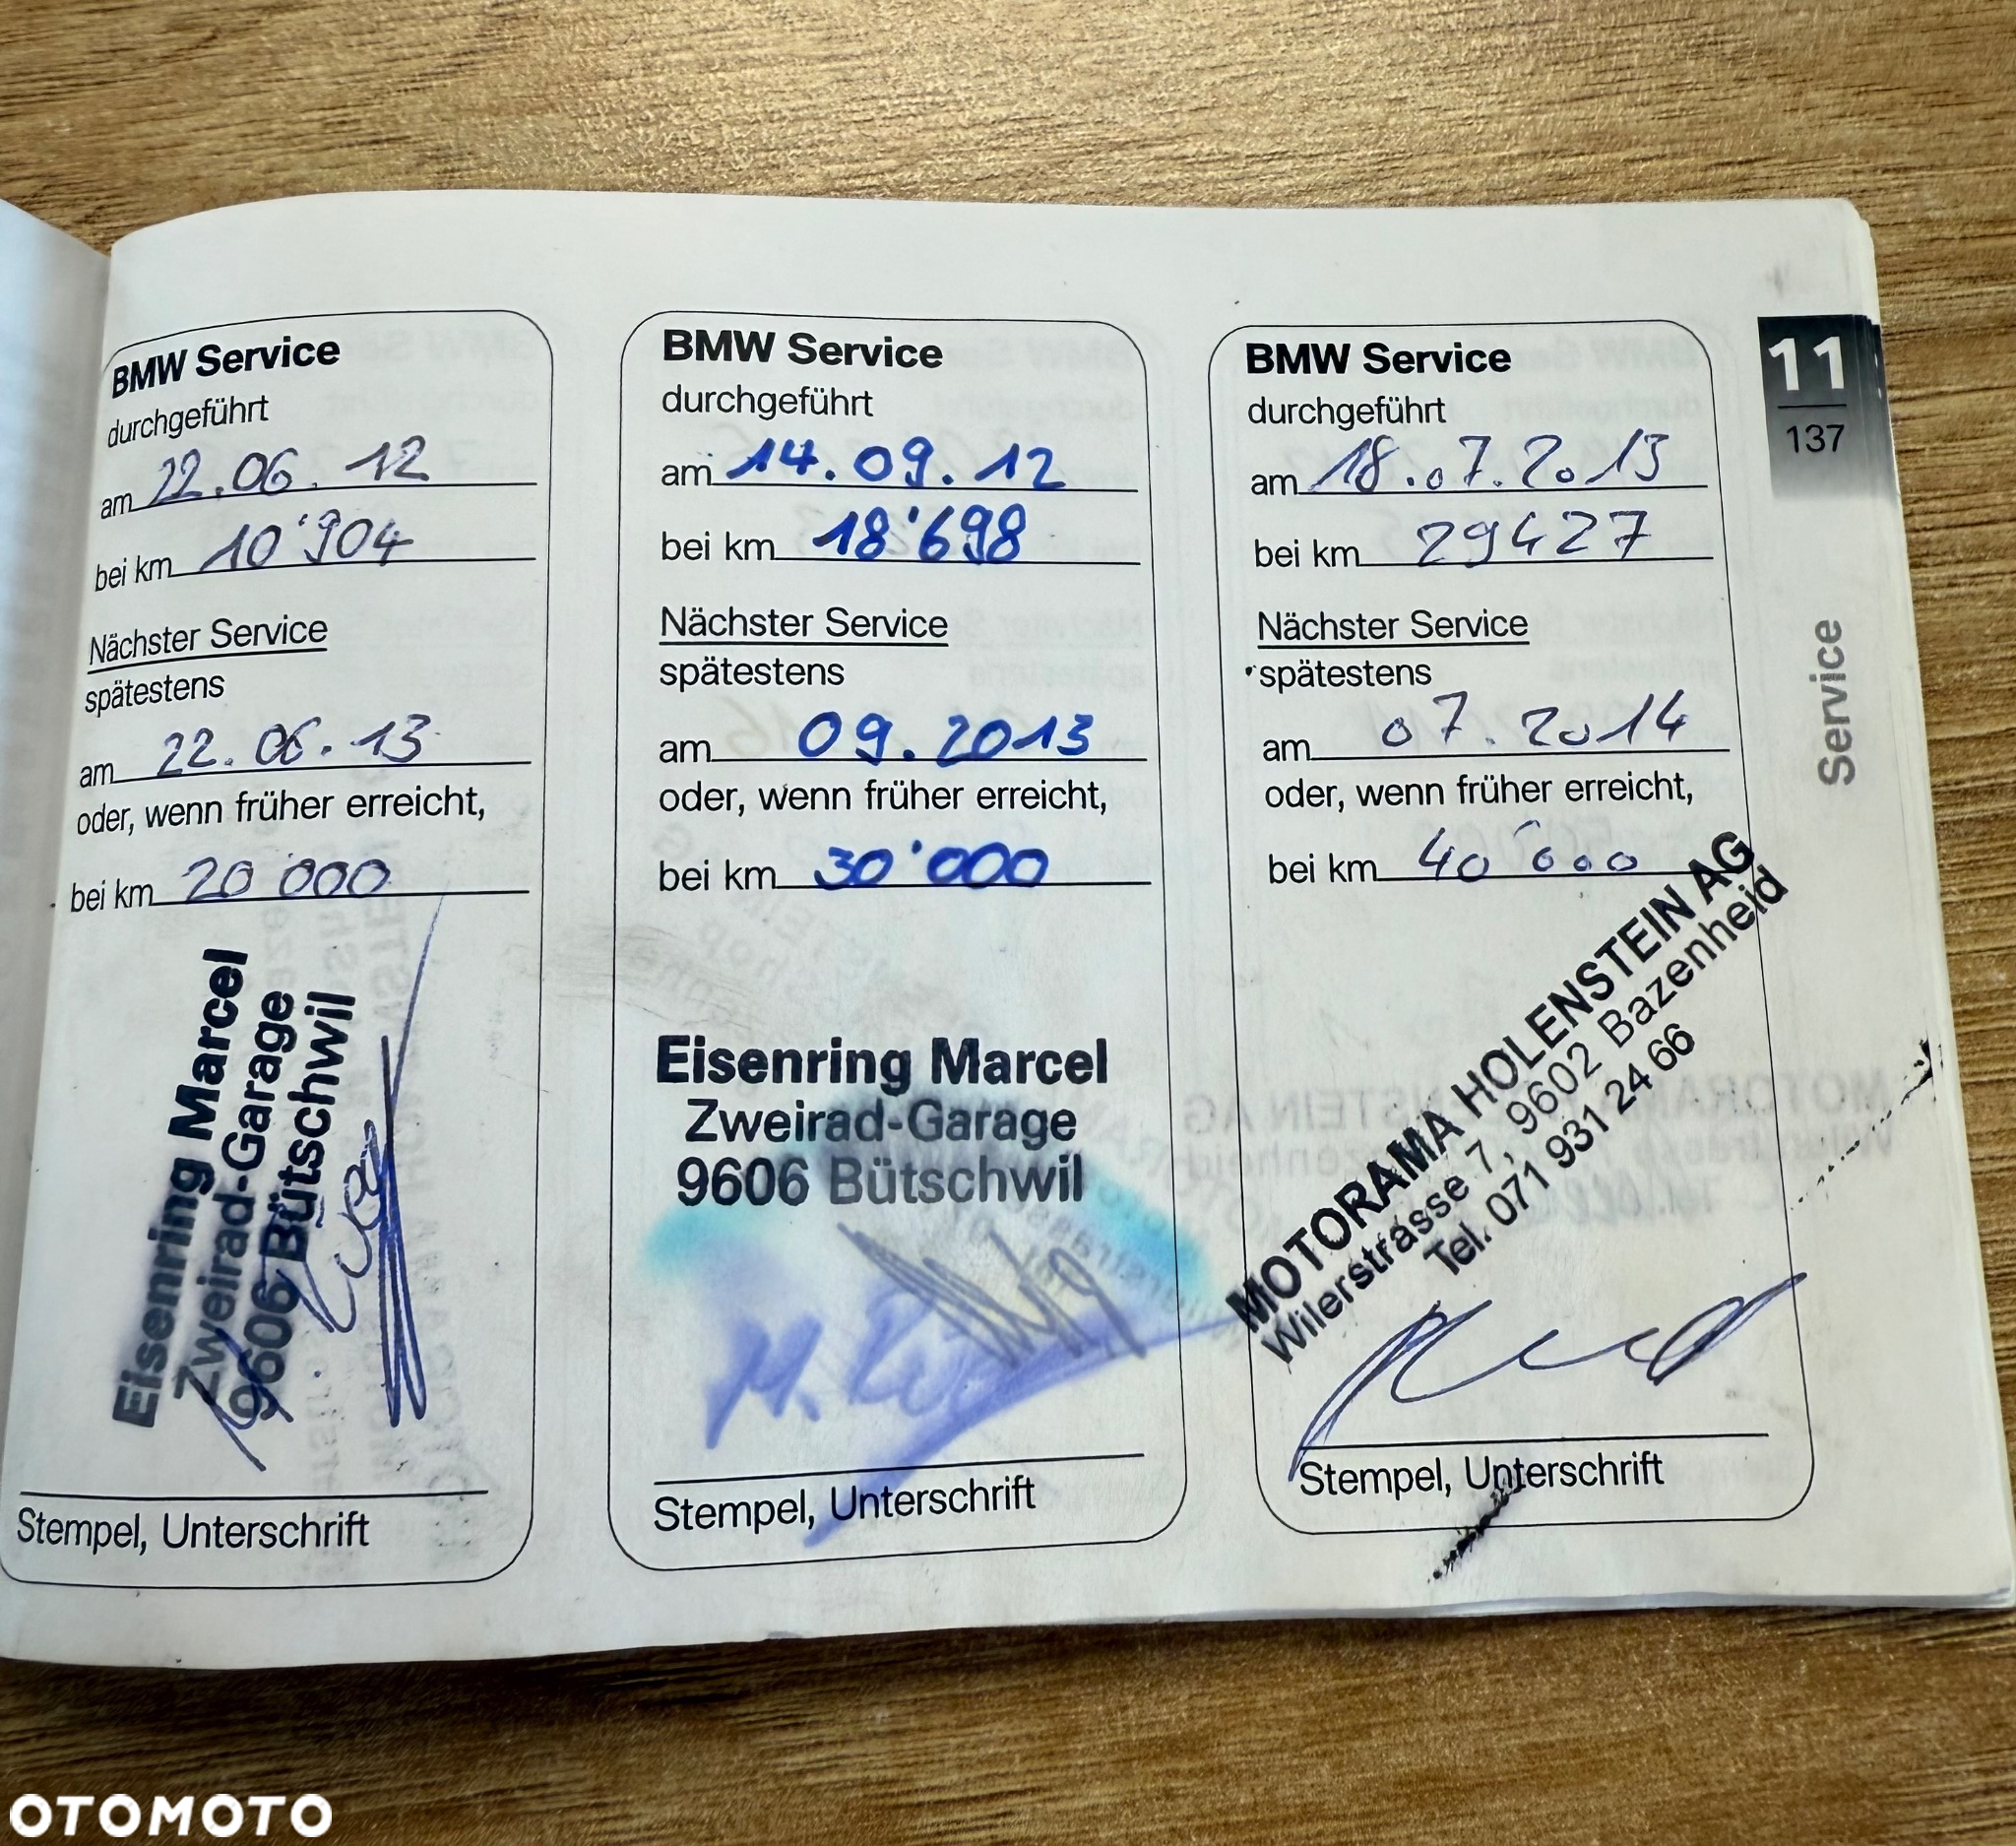 BMW Service
durchgeführt
am 22.06.12
bei km 10'904
Nächster Service
spätestens
am 22.06.13
oder, wenn früher erreicht,
bei km 20'000
Eisenring Marcel
Zweirad-Garage
9606 Bütschwil
Stempel, Unterschrift
BMW Service
durchgeführt
am 14.09.12
bei km 18'698
Nächster Service
spätestens
am 09.2013
oder, wenn früher erreicht,
bei km 30'000
Eisenring Marcel
Zweirad-Garage
9606 Bütschwil
Stempel, Unterschrift
BMW Service
durchgeführt
am 18.07.2013
bei km 29427
Nächster Service
spätestens
am 07.2014
oder, wenn früher erreicht,
bei km 40'000
MOTORAMA HOLENSTEIN AG
Wilerstrasse 7, 9602 Bazenheid
Tel. 071 931 24 66
Stempel, Unterschrift
11
137
Service
OTOMOTO